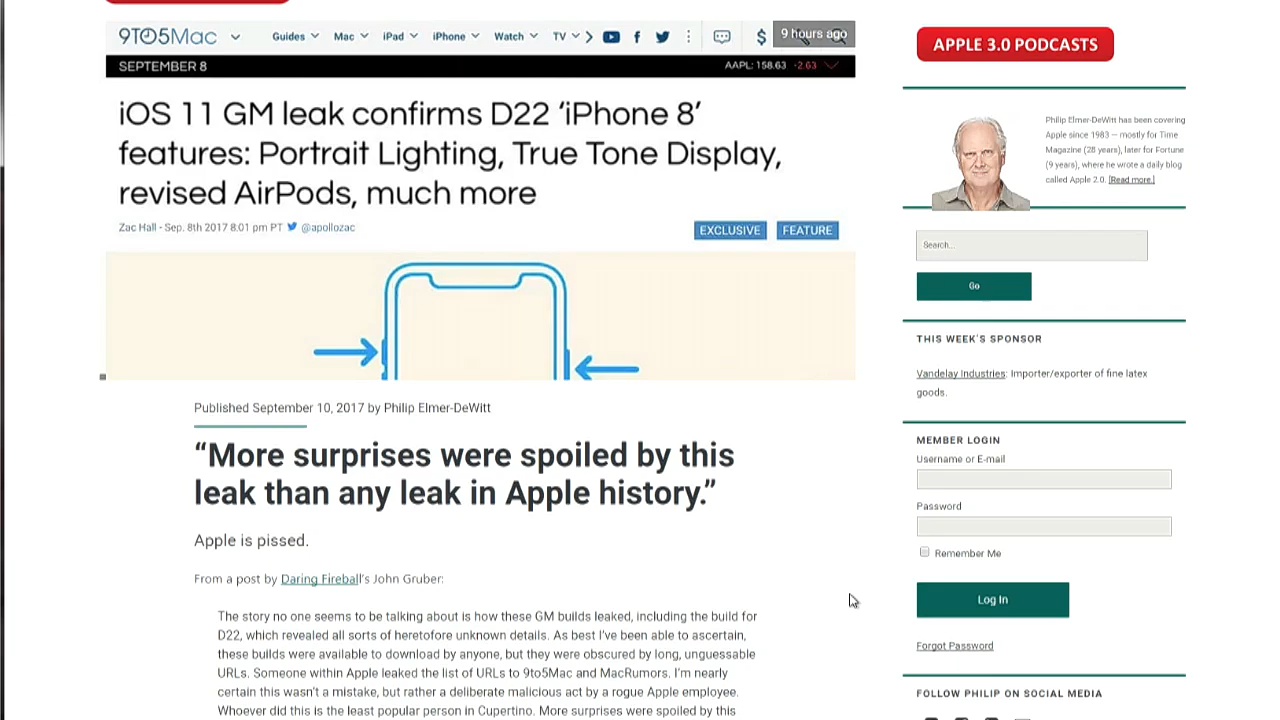 9TO5Mac
Guides Mac iPad iPhone Watch TV $ 9 hours ago
SEPTEMBER 8 AAPL: 158.63 -2.63
iOS 11 GM leak confirms D22 ‘iPhone 8’
features: Portrait Lighting, True Tone Display,
revised AirPods, much more
Zac Hall - Sep. 8th 2017 8:01 pm PT @apollozac EXCLUSIVE FEATURE
Published September 10, 2017 by Philip Elmer-DeWitt
“More surprises were spoiled by this
leak than any leak in Apple history.”
Apple is pissed.
From a post by Daring Fireball's John Gruber:
The story no one seems to be talking about is how these GM builds leaked, including the build for
D22, which revealed all sorts of heretofore unknown details. As best I've been able to ascertain,
these builds were available to download by anyone, but they were obscured by long, unguessable
URLs. Someone within Apple leaked the list of URLs to 9to5Mac and MacRumors. I'm nearly
certain this wasn't a mistake, but rather a deliberate malicious act by a rogue Apple employee.
Whoever did this is the least popular person in Cupertino. More surprises were spoiled by this
APPLE 3.0 PODCASTS
Philip Elmer-DeWitt has been covering
Apple since 1983 — mostly for Time
Magazine (28 years), later for Fortune
(9 years), where he wrote a daily blog
called Apple 2.0. [Read more.]
Search...
Go
THIS WEEK'S SPONSOR
Vandelay Industries: Importer/exporter of fine latex
goods.
MEMBER LOGIN
Username or E-mail
Password
Remember Me
Log In
Forgot Password
FOLLOW PHILIP ON SOCIAL MEDIA